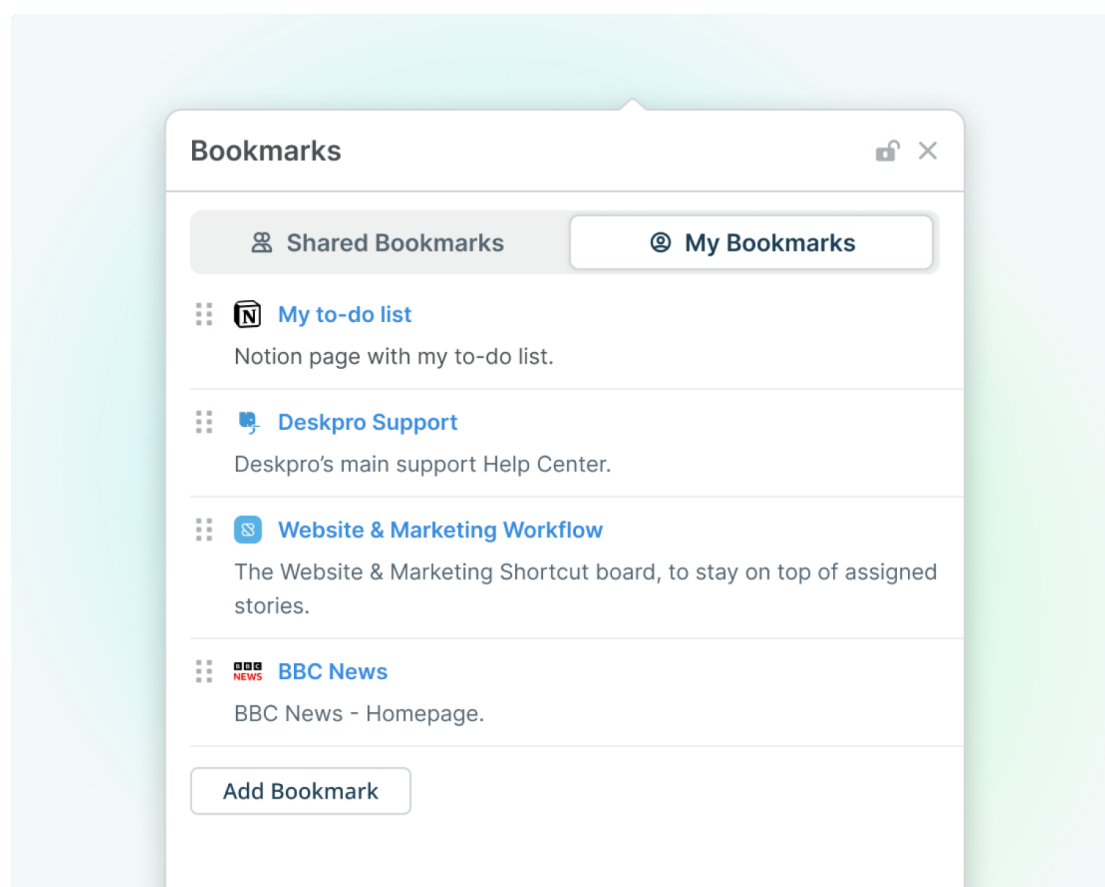 Bookmarks
Shared Bookmarks
My Bookmarks
N
My to-do list
Notion page with my to-do list.
Deskpro Support
Deskpro’s main support Help Center.
Website & Marketing Workflow
The Website & Marketing Shortcut board, to stay on top of assigned
stories.
BBC
NEWS
BBC News
BBC News - Homepage.
Add Bookmark